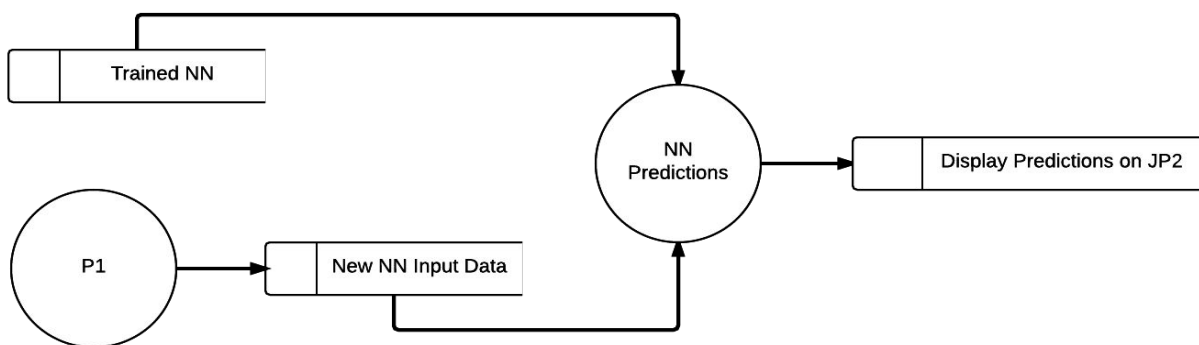 Trained NN
NN
Predictions
Display Predictions on JP2
P1
New NN Input Data